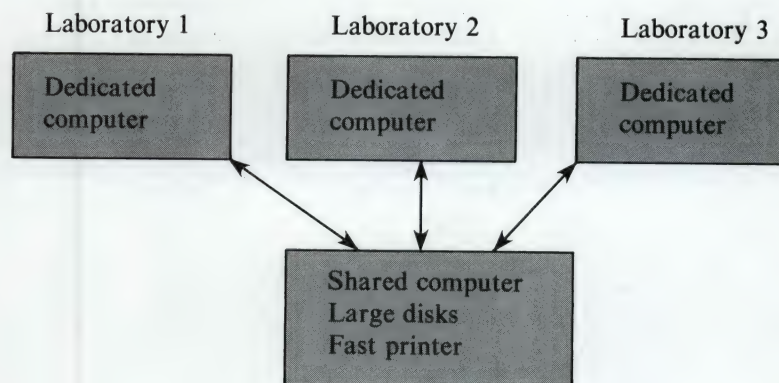 Laboratory 1
Laboratory 2
Laboratory 3
Dedicated
computer
Dedicated
computer
Dedicated
computer
Shared computer
Large disks
Fast printer